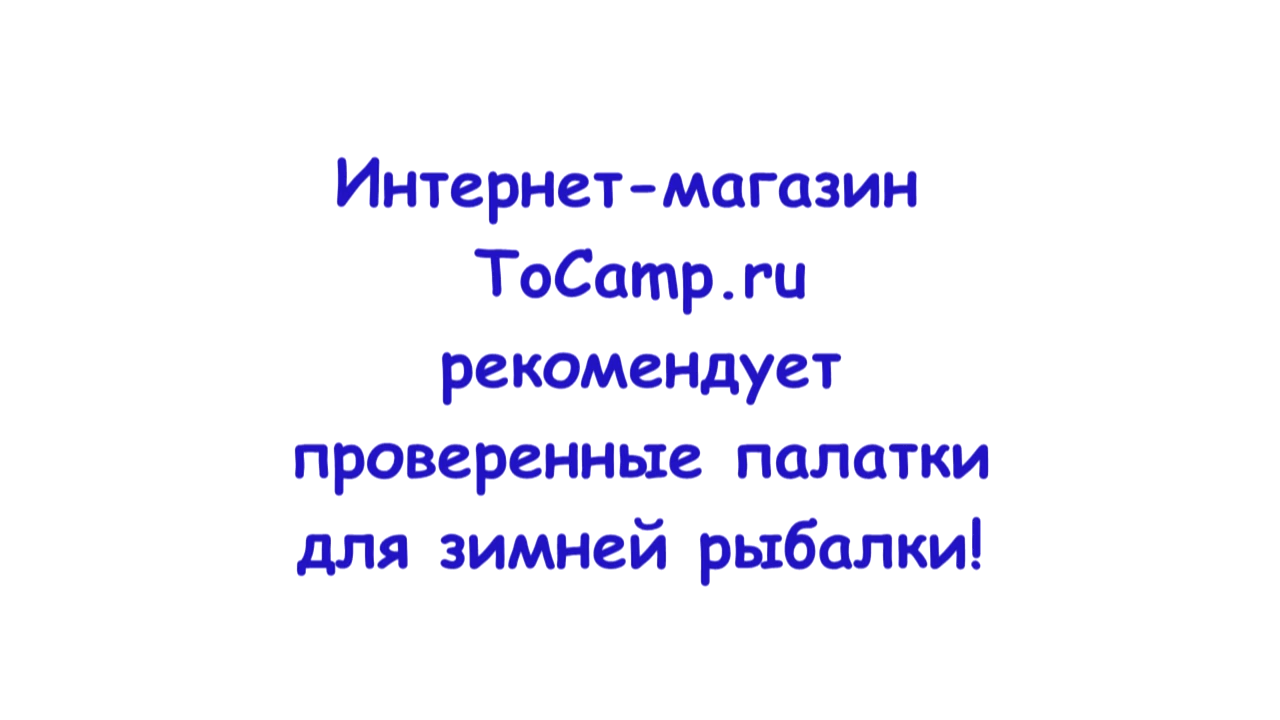 Интернет-магазин
ToCamp.ru
рекомендует
проверенные палатки
для зимней рыбалки!